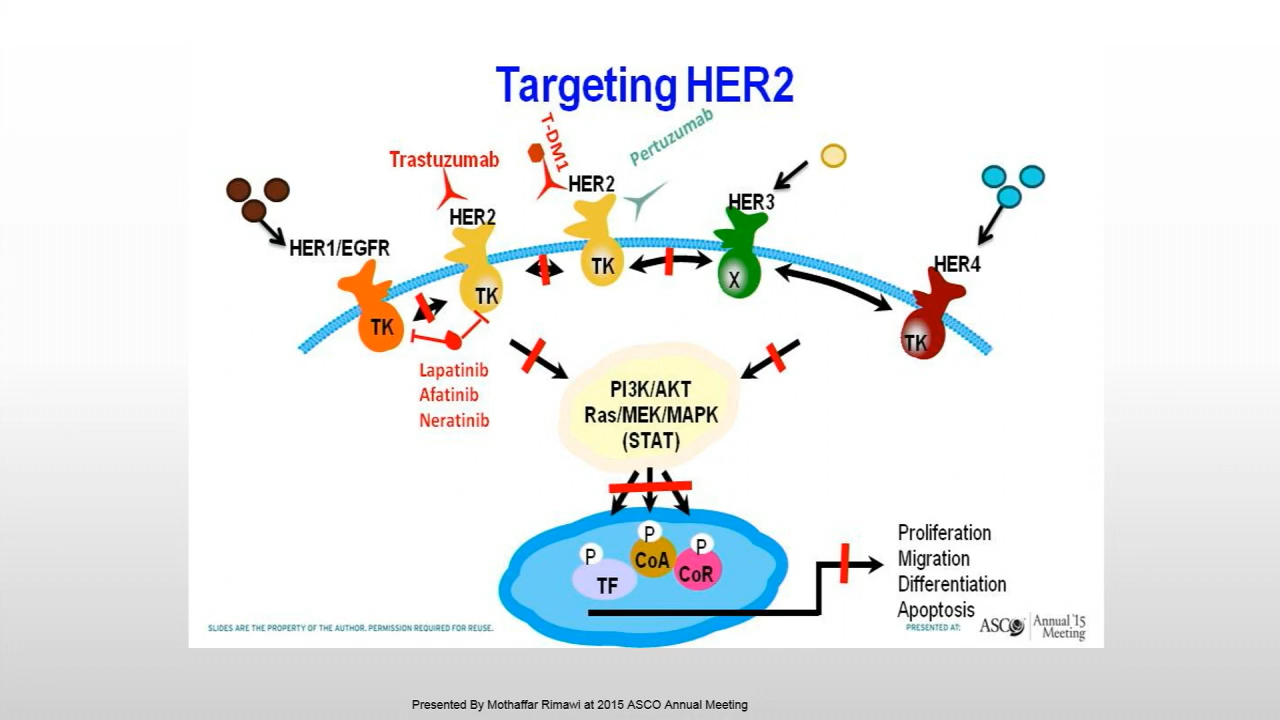 Targeting HER2
Trastuzumab
T-DM1
Pertuzumab
HER1/EGFR
HER2
HER2
HER3
HER4
TK
TK
TK
X
TK
Lapatinib
Afatinib
Neratinib
PI3K/AKT
Ras/MEK/MAPK
(STAT)
P
P
P
TF
CoA
CoR
Proliferation
Migration
Differentiation
Apoptosis
SLIDES ARE THE PROPERTY OF THE AUTHOR. PERMISSION REQUIRED FOR REUSE.
PRESENTED AT:
ASCO
Annual '15
Meeting
Presented By Mothaffar Rimawi at 2015 ASCO Annual Meeting